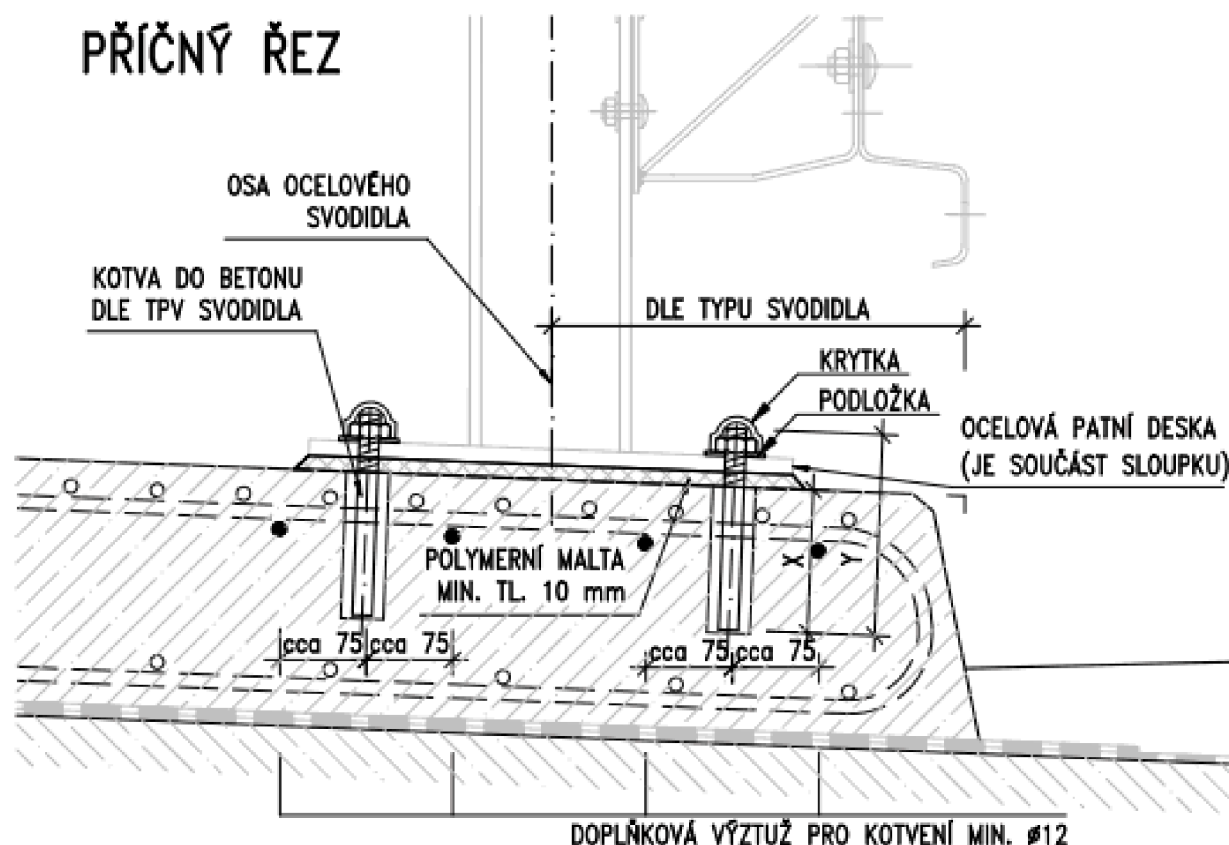 PŘÍČNÝ ŘEZ
OSA OCELOVÉHO
SVODIDLA
KOTVA DO BETONU
DLE TPV SVODIDLA
DLE TYPU SVODIDLA
KRYTKA
PODLOŽKA
OCELOVÁ PATNÍ DESKA
(JE SOUČÁST SLOUPKU)
POLYMERNÍ MALTA
MIN. TL. 10 mm
X
Y
cca 75
cca 75
cca 75
cca 75
DOPLŇKOVÁ VÝZTUŽ PRO KOTVENÍ MIN. ø12